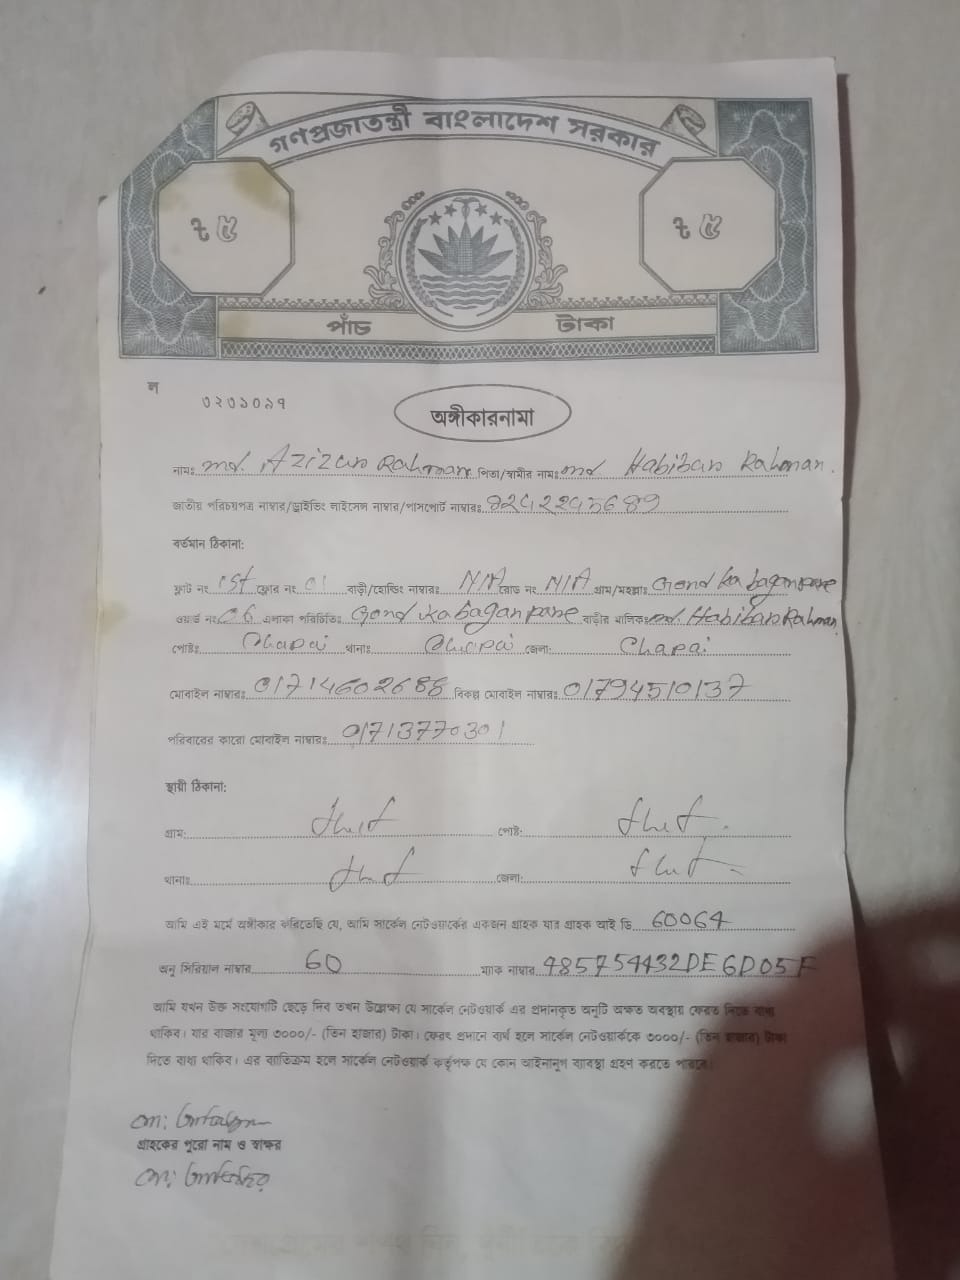 গণপ্রজাতন্ত্রী বাংলাদেশ সরকার
ট ৫ ট ৫
পাঁচ টাকা
ল ৩২৩১০৯৭
অঙ্গীকারনামা
নামঃ md. Azizur Rahman পিতা/স্বামীর নামঃ md Habibur Rahman.
জাতীয় পরিচয়পত্র নাম্বার/ড্রাইভিং লাইসেন্স নাম্বার/পাসপোর্ট নাম্বারঃ
বর্তমান ঠিকানা:
ফ্লাট নং 1st ফ্লোর নং 01 বাড়ী/হোল্ডিং নাম্বারঃ N/A রোড নং N/A গ্রাম/মহল্লাঃ
ওয়ার্ড নং 06 এলাকা পরিচিতিঃ বাড়ীর মালিকঃ md. Habibur Rahman
পোষ্টঃ Chapai থানাঃ Chapai জেলা: Chapai
মোবাইল নাম্বারঃ 01714602688 বিকল্প মোবাইল নাম্বারঃ 01794510137
পরিবারের কারো মোবাইল নাম্বারঃ 01713770301
স্থায়ী ঠিকানা:
গ্রাম: পোষ্ট:
থানাঃ জেলা:
আমি এই মর্মে অঙ্গীকার করিতেছি যে, আমি সার্কেল নেটওয়ার্কের একজন গ্রাহক যার গ্রাহক আই ডি 60064
অনু সিরিয়াল নাম্বার 60 ম্যাক নাম্বার 485754432DE6D05F
আমি যখন উক্ত সংযোগটি ছেড়ে দিব তখন উল্লেক্ষ্য যে সার্কেল নেটওয়ার্ক এর প্রদানকৃত অনুটি অক্ষত অবস্থায় ফেরত দিতে বাধ্য
থাকিব। যার বাজার মূল্য ৩০০০/- (তিন হাজার) টাকা। ফেরৎ প্রদানে ব্যর্থ হলে সার্কেল নেটওয়ার্ককে ৩০০০/- (তিন হাজার) টাকা
দিতে বাধ্য থাকিব। এর ব্যাতিক্রম হলে সার্কেল নেটওয়ার্ক কর্তৃপক্ষ যে কোন আইনানুগ ব্যাবস্থা গ্রহণ করতে পারবে।
গ্রাহকের পুরো নাম ও স্বাক্ষর